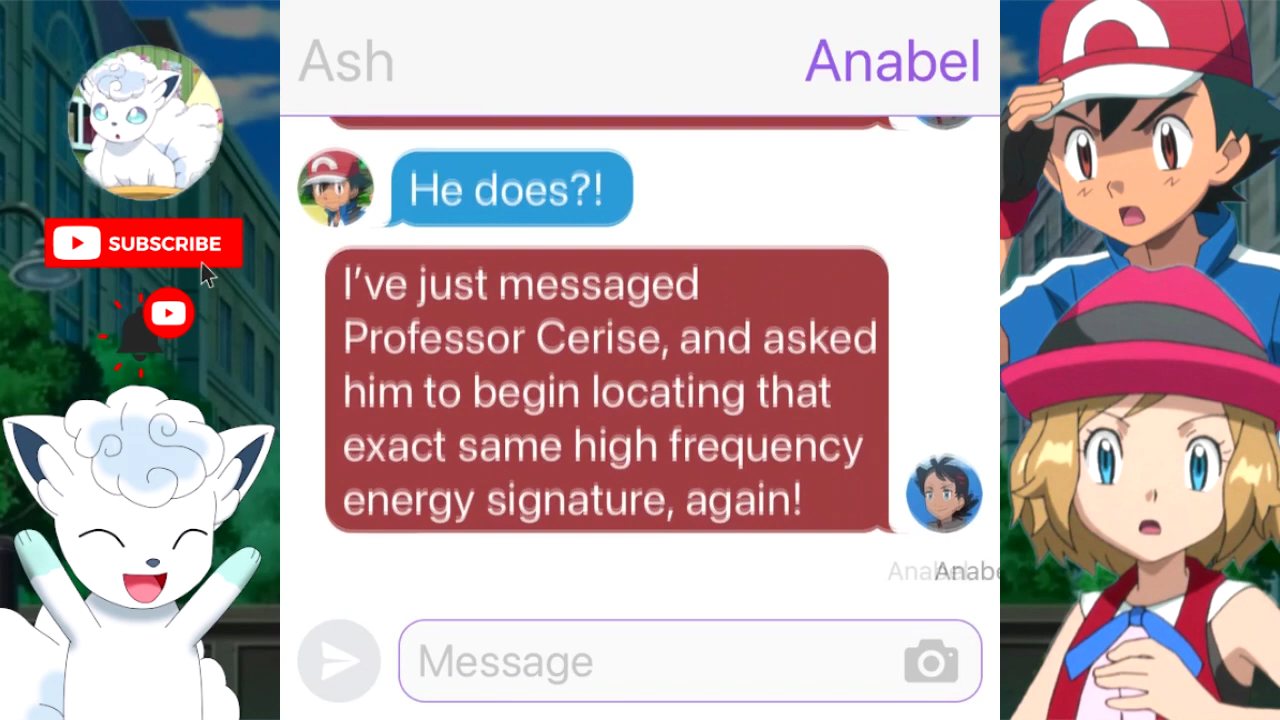 Ash
Anabel
He does?!
SUBSCRIBE
I’ve just messaged
Professor Cerise, and asked
him to begin locating that
exact same high frequency
energy signature, again!
Message